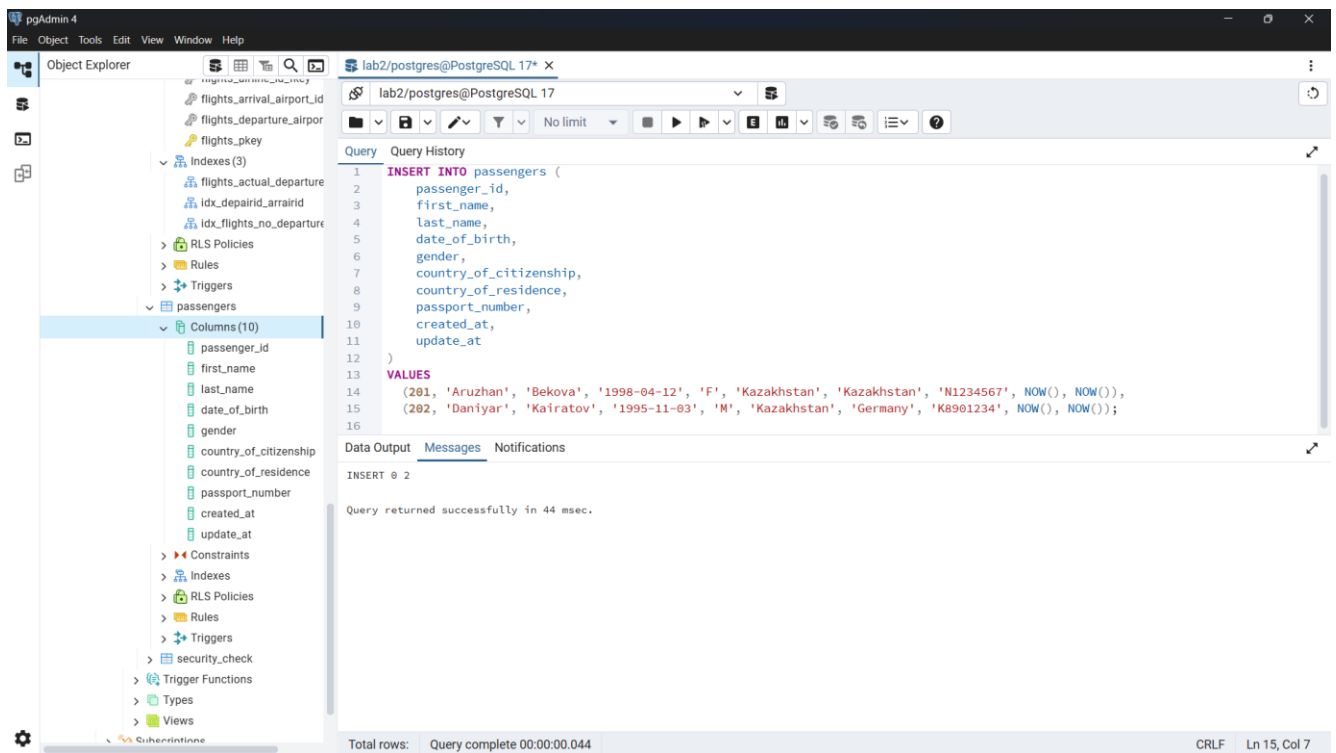 pgAdmin 4
File Object Tools Edit View Window Help
Object Explorer
flights_arrival_airport_id
flights_departure_airpor
flights_pkey
Indexes (3)
flights_actual_departure
idx_depairid_arrairid
idx_flights_no_departure
RLS Policies
Rules
Triggers
passengers
Columns (10)
passenger_id
first_name
last_name
date_of_birth
gender
country_of_citizenship
country_of_residence
passport_number
created_at
update_at
Constraints
Indexes
RLS Policies
Rules
Triggers
security_check
Trigger Functions
Types
Views
Subscriptions
lab2/postgres@PostgreSQL 17*
lab2/postgres@PostgreSQL 17
No limit
E
Query Query History
1 INSERT INTO passengers (
2 passenger_id,
3 first_name,
4 last_name,
5 date_of_birth,
6 gender,
7 country_of_citizenship,
8 country_of_residence,
9 passport_number,
10 created_at,
11 update_at
12 )
13 VALUES
14 (201, 'Aruzhan', 'Bekova', '1998-04-12', 'F', 'Kazakhstan', 'Kazakhstan', 'N1234567', NOW(), NOW()),
15 (202, 'Daniyar', 'Kairatov', '1995-11-03', 'M', 'Kazakhstan', 'Germany', 'K8901234', NOW(), NOW());
16
Data Output Messages Notifications
INSERT 0 2
Query returned successfully in 44 msec.
Total rows: Query complete 00:00:00.044 CRLF Ln 15, Col 7